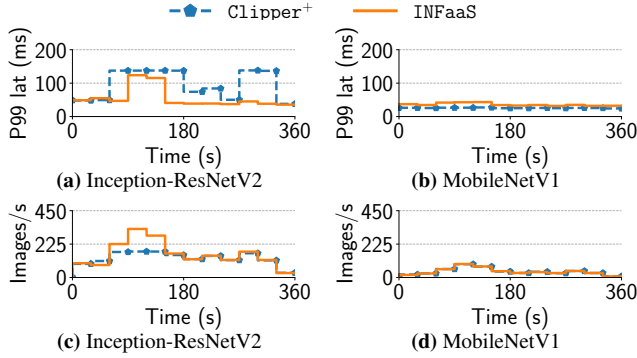 Clipper+ INFaaS
P99 lat (ms)
200
100
0
0 180 360
Time (s)
(a) Inception-ResNetV2
P99 lat (ms)
200
100
0
0 180 360
Time (s)
(b) MobileNetV1
Images/s
450
225
0
0 180 360
Time (s)
(c) Inception-ResNetV2
Images/s
450
225
0
0 180 360
Time (s)
(d) MobileNetV1